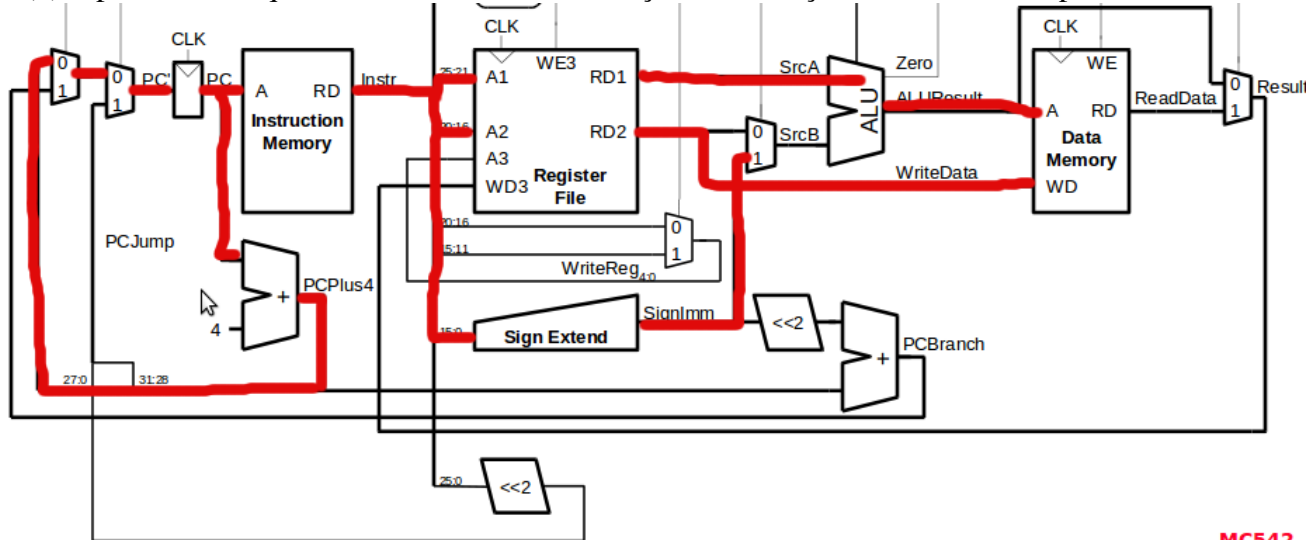 CLK
CLK
CLK
0
1
0
1
PC'
PC
A
RD
Instruction
Memory
Instr
25:21
20:16
A1
A2
A3
WD3
WE3
RD1
RD2
Register
File
20:16
15:11
0
1
WriteReg4:0
15:0
Sign Extend
SignImm
<<2
+
PCBranch
0
1
SrcA
SrcB
ALU
Zero
ALUResult
WriteData
A
RD
WE
Data
Memory
WD
ReadData
0
1
Result
PCJump
4
+
PCPlus4
27:0
31:28
25:0
<<2